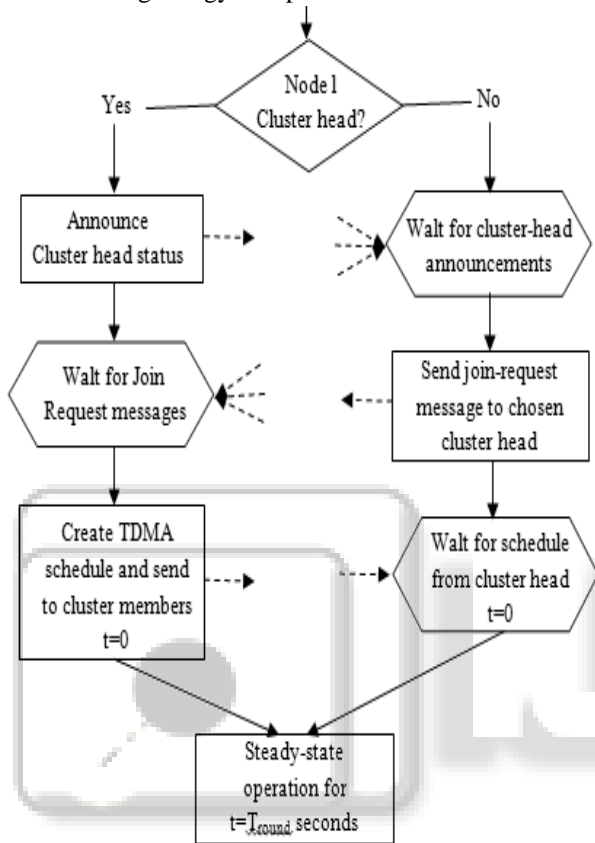 Node l
Cluster head?
Yes
No
Announce
Cluster head status
Walt for cluster-head
announcements
Walt for Join
Request messages
Send join-request
message to chosen
cluster head
Create TDMA
schedule and send
to cluster members
t=0
Walt for schedule
from cluster head
t=0
Steady-state
operation for
t=Tround seconds